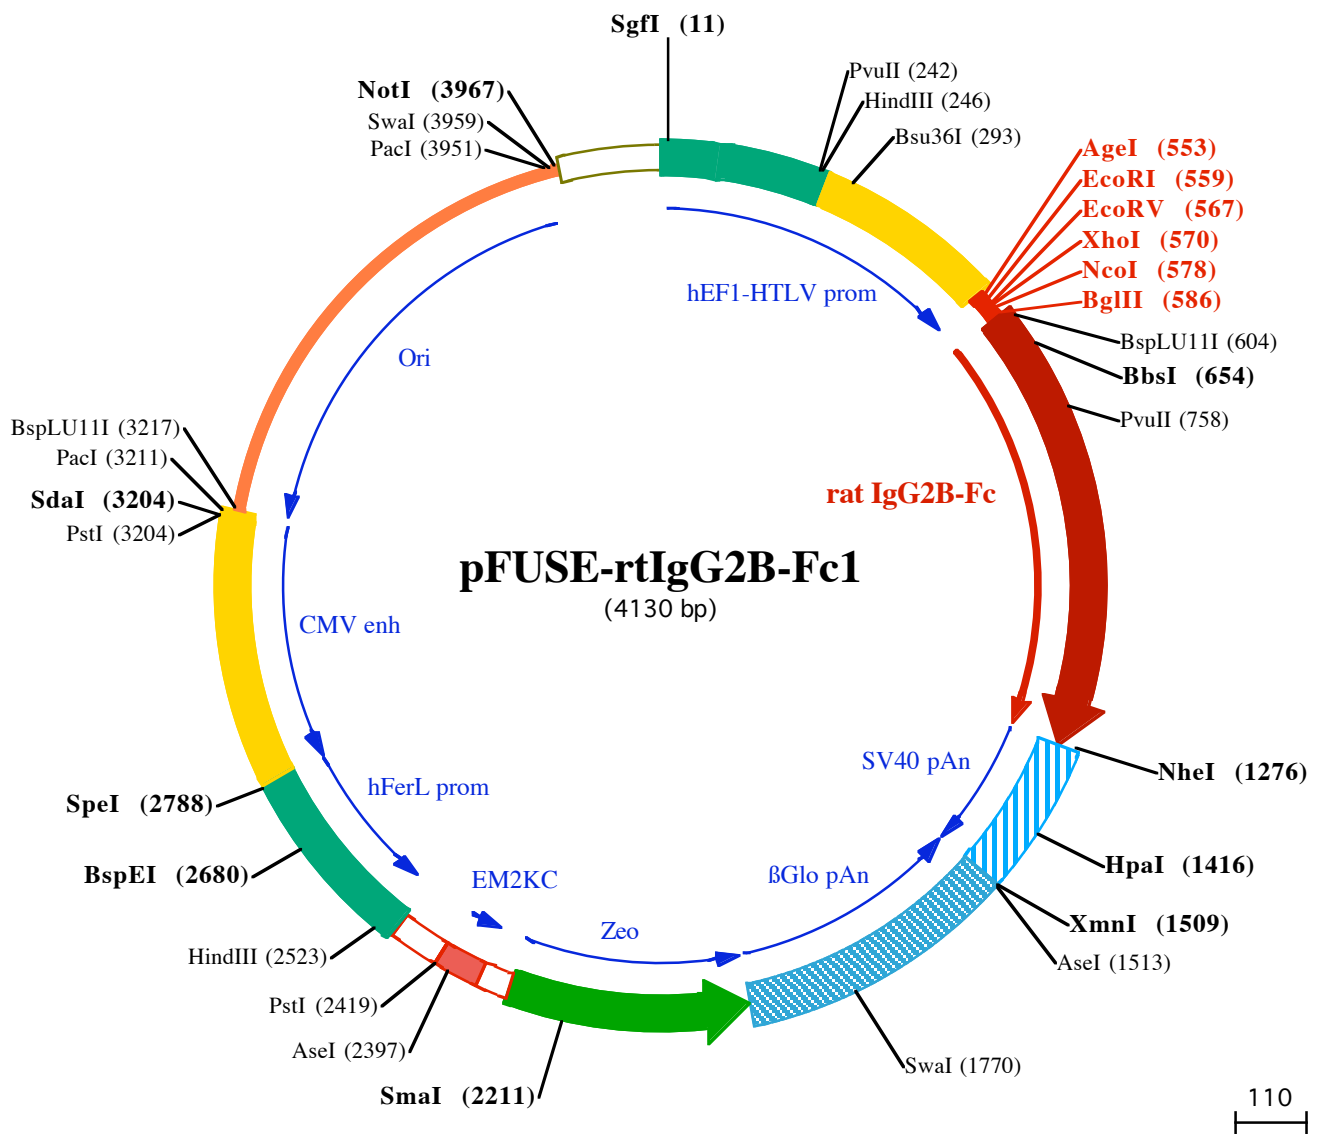 SgfI (11)
NotI (3967)
SwaI (3959)
PacI (3951)
PvuII (242)
HindIII (246)
Bsu36I (293)
AgeI (553)
EcoRI (559)
EcoRV (567)
XhoI (570)
NcoI (578)
BglII (586)
BspLU11I (604)
BbsI (654)
PvuII (758)
hEF1-HTLV prom
Ori
BspLU11I (3217)
PacI (3211)
SdaI (3204)
PstI (3204)
rat IgG2B-Fc
pFUSE-rtIgG2B-Fc1
(4130 bp)
CMV enh
SV40 pAn
NheI (1276)
hFerL prom
SpeI (2788)
BspEI (2680)
HpaI (1416)
EM2KC
ßGlo pAn
Zeo
XmnI (1509)
AseI (1513)
HindIII (2523)
PstI (2419)
AseI (2397)
SmaI (2211)
SwaI (1770)
110